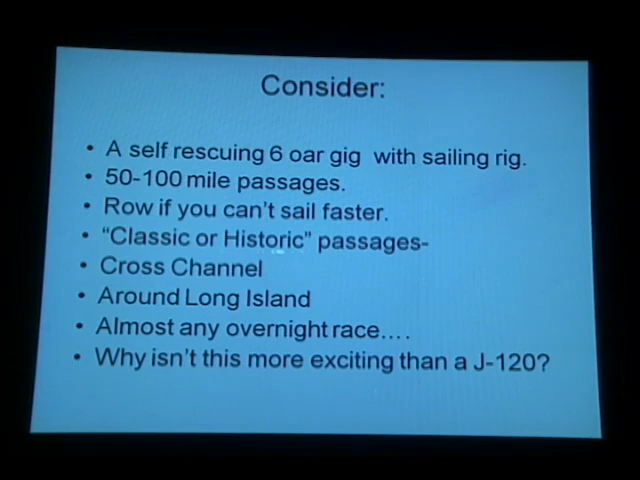 Consider:
• A self rescuing 6 oar gig with sailing rig.
• 50-100 mile passages.
• Row if you can't sail faster.
• “Classic or Historic” passages-
• Cross Channel
• Around Long Island
• Almost any overnight race….
• Why isn't this more exciting than a J-120?